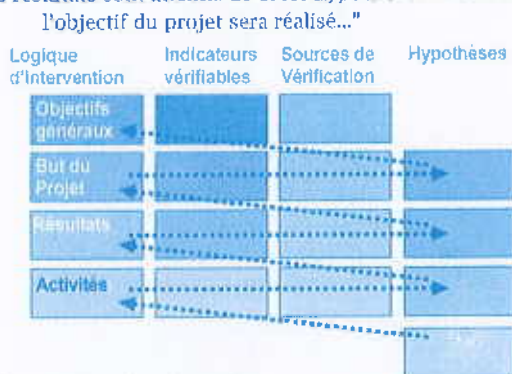 l'objectif du projet sera réalisé..."
Logique
d'Intervention
Indicateurs
vérifiables
Sources de
Vérification
Hypothèses
Objectifs
généraux
But du
Projet
Résultats
Activités